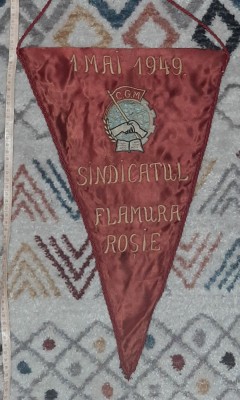 1 MAI 1949
C.G.M.
SINDICATUL
FLAMURA
ROSIE